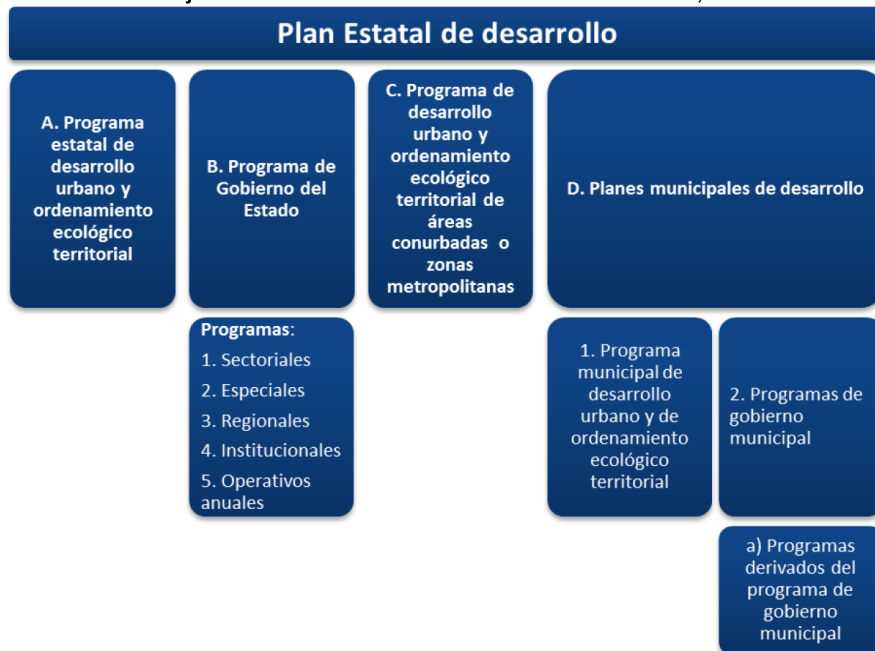 Plan Estatal de desarrollo
A. Programa
estatal de
desarrollo
urbano y
ordenamiento
ecológico
territorial
B. Programa de
Gobierno del
Estado
C. Programa de
desarrollo
urbano y
ordenamiento
ecológico
territorial de
áreas
conurbadas o
zonas
metropolitanas
D. Planes municipales de desarrollo
Programas:
1. Sectoriales
2. Especiales
3. Regionales
4. Institucionales
5. Operativos
anuales
1. Programa
municipal de
desarrollo
urbano y de
ordenamiento
ecológico
territorial
2. Programas de
gobierno
municipal
a) Programas
derivados del
programa de
gobierno
municipal